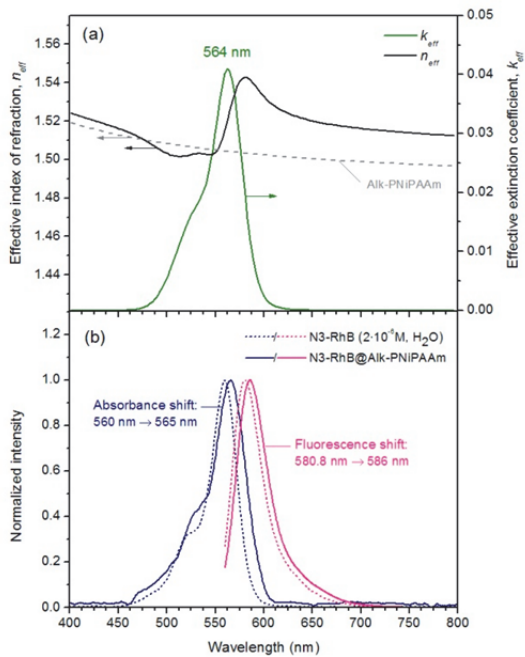 (a)
564 nm
k_eff
n_eff
Alk-PNiPAAm
Effective index of refraction, n_eff
1.56
1.54
1.52
1.50
1.48
1.46
1.44
Effective extinction coefficient, k_eff
0.05
0.04
0.03
0.02
0.01
0.00
(b)
N3-RhB (2·10⁻⁶M, H₂O)
N3-RhB@Alk-PNiPAAm
Absorbance shift:
560 nm → 565 nm
Fluorescence shift:
580.8 nm → 586 nm
Normalized intensity
1.2
1.0
0.8
0.6
0.4
0.2
0.0
400 450 500 550 600 650 700 750 800
Wavelength (nm)